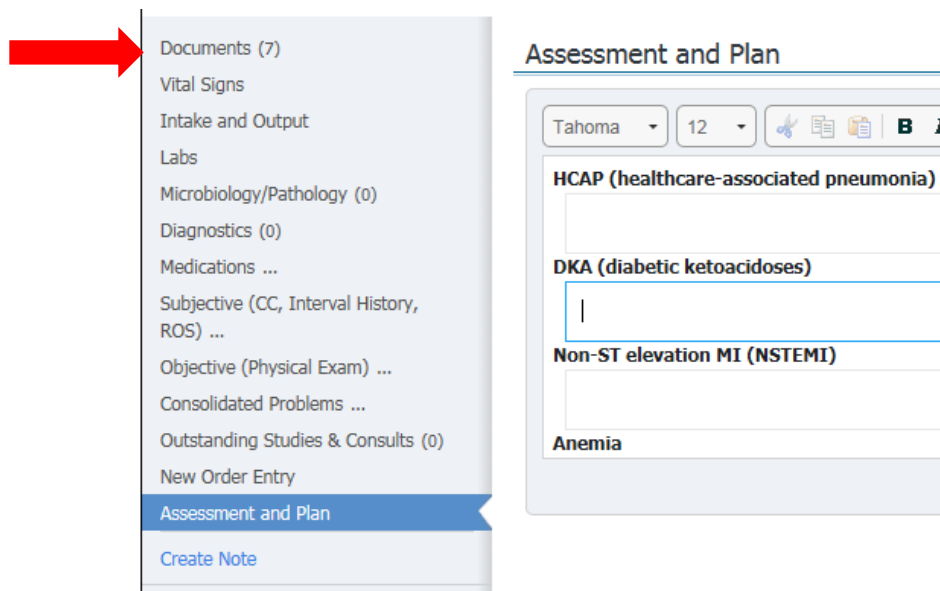 Documents (7)
Vital Signs
Intake and Output
Labs
Microbiology/Pathology (0)
Diagnostics (0)
Medications ...
Subjective (CC, Interval History,
ROS) ...
Objective (Physical Exam) ...
Consolidated Problems ...
Outstanding Studies & Consults (0)
New Order Entry
Assessment and Plan
Create Note
Assessment and Plan
Tahoma 12 B I
HCAP (healthcare-associated pneumonia)
DKA (diabetic ketoacidoses)
Non-ST elevation MI (NSTEMI)
Anemia